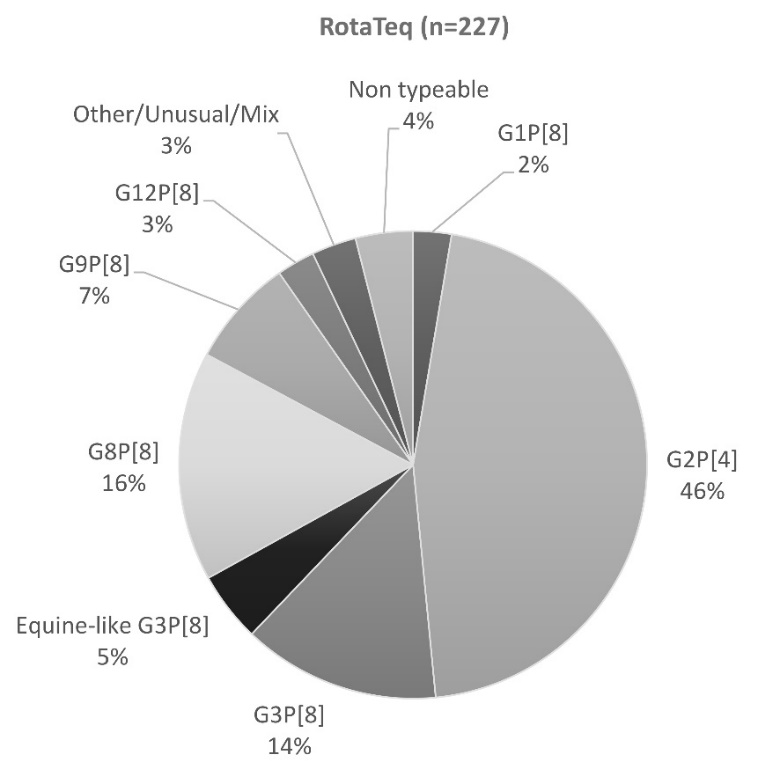 RotaTeq (n=227)
Non typeable
4%
G1P[8]
2%
G2P[4]
46%
G3P[8]
14%
Equine-like G3P[8]
5%
G8P[8]
16%
G9P[8]
7%
G12P[8]
3%
Other/Unusual/Mix
3%